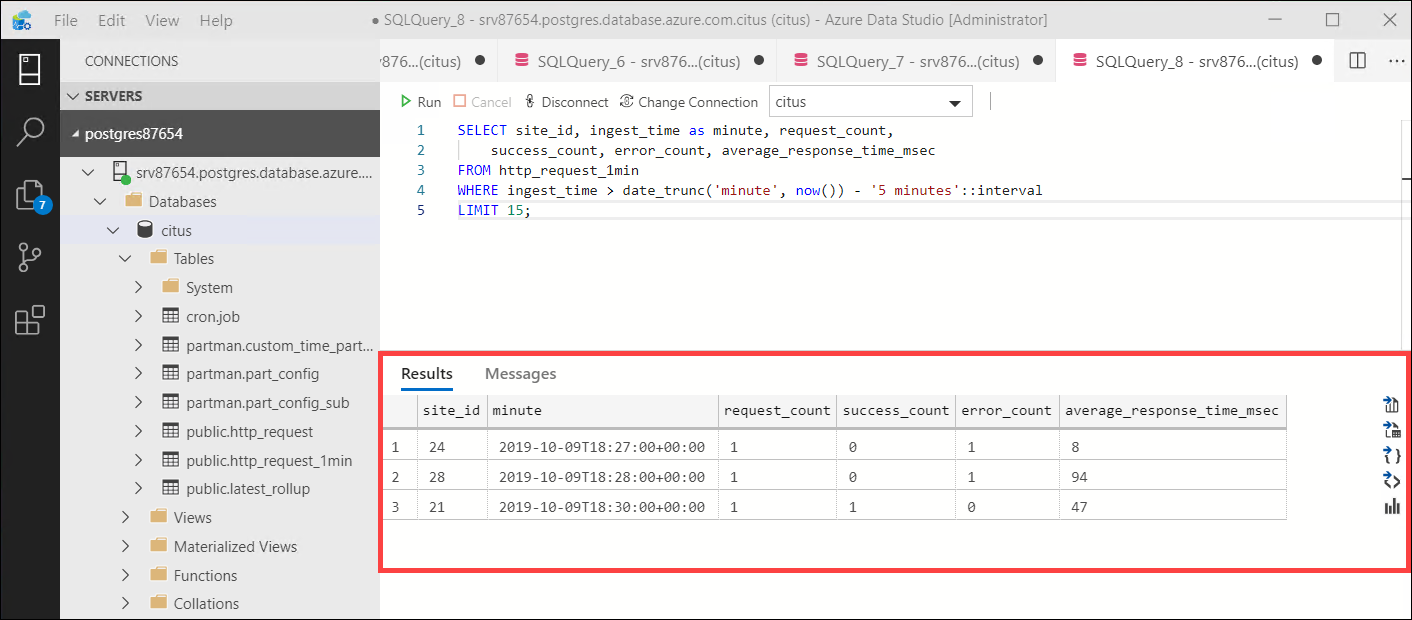 File Edit View Help ● SQLQuery_8 - srv87654.postgres.database.azure.com.citus (citus) - Azure Data Studio [Administrator]
CONNECTIONS
SERVERS
postgres87654
srv87654.postgres.database.azure....
Databases
citus
Tables
System
cron.job
partman.custom_time_part...
partman.part_config
partman.part_config_sub
public.http_request
public.http_request_1min
public.latest_rollup
Views
Materialized Views
Functions
Collations
7
v876...(citus) ● SQLQuery_6 - srv876...(citus) ● SQLQuery_7 - srv876...(citus) ● SQLQuery_8 - srv876...(citus) ●
Run Cancel Disconnect Change Connection citus
1 SELECT site_id, ingest_time as minute, request_count,
2 success_count, error_count, average_response_time_msec
3 FROM http_request_1min
4 WHERE ingest_time > date_trunc('minute', now()) - '5 minutes'::interval
5 LIMIT 15;
Results Messages
site_id minute request_count success_count error_count average_response_time_msec
1 24 2019-10-09T18:27:00+00:00 1 0 1 8
2 28 2019-10-09T18:28:00+00:00 1 0 1 94
3 21 2019-10-09T18:30:00+00:00 1 1 0 47